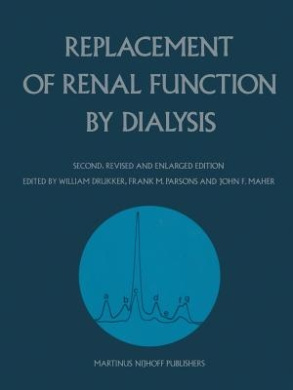 REPLACEMENT
OF RENAL FUNCTION
BY DIALYSIS
SECOND, REVISED AND ENLARGED EDITION
EDITED BY WILLIAM DRUKKER, FRANK M. PARSONS AND JOHN F. MAHER
MARTINUS NIJHOFF PUBLISHERS